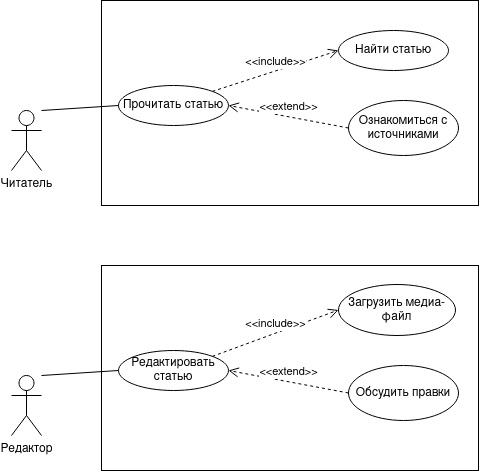 Найти статью
<<include>>
Прочитать статью
<<extend>>
Ознакомиться с
источниками
Читатель
Загрузить медиа-
файл
<<include>>
Редактировать
статью
<<extend>>
Обсудить правки
Редактор